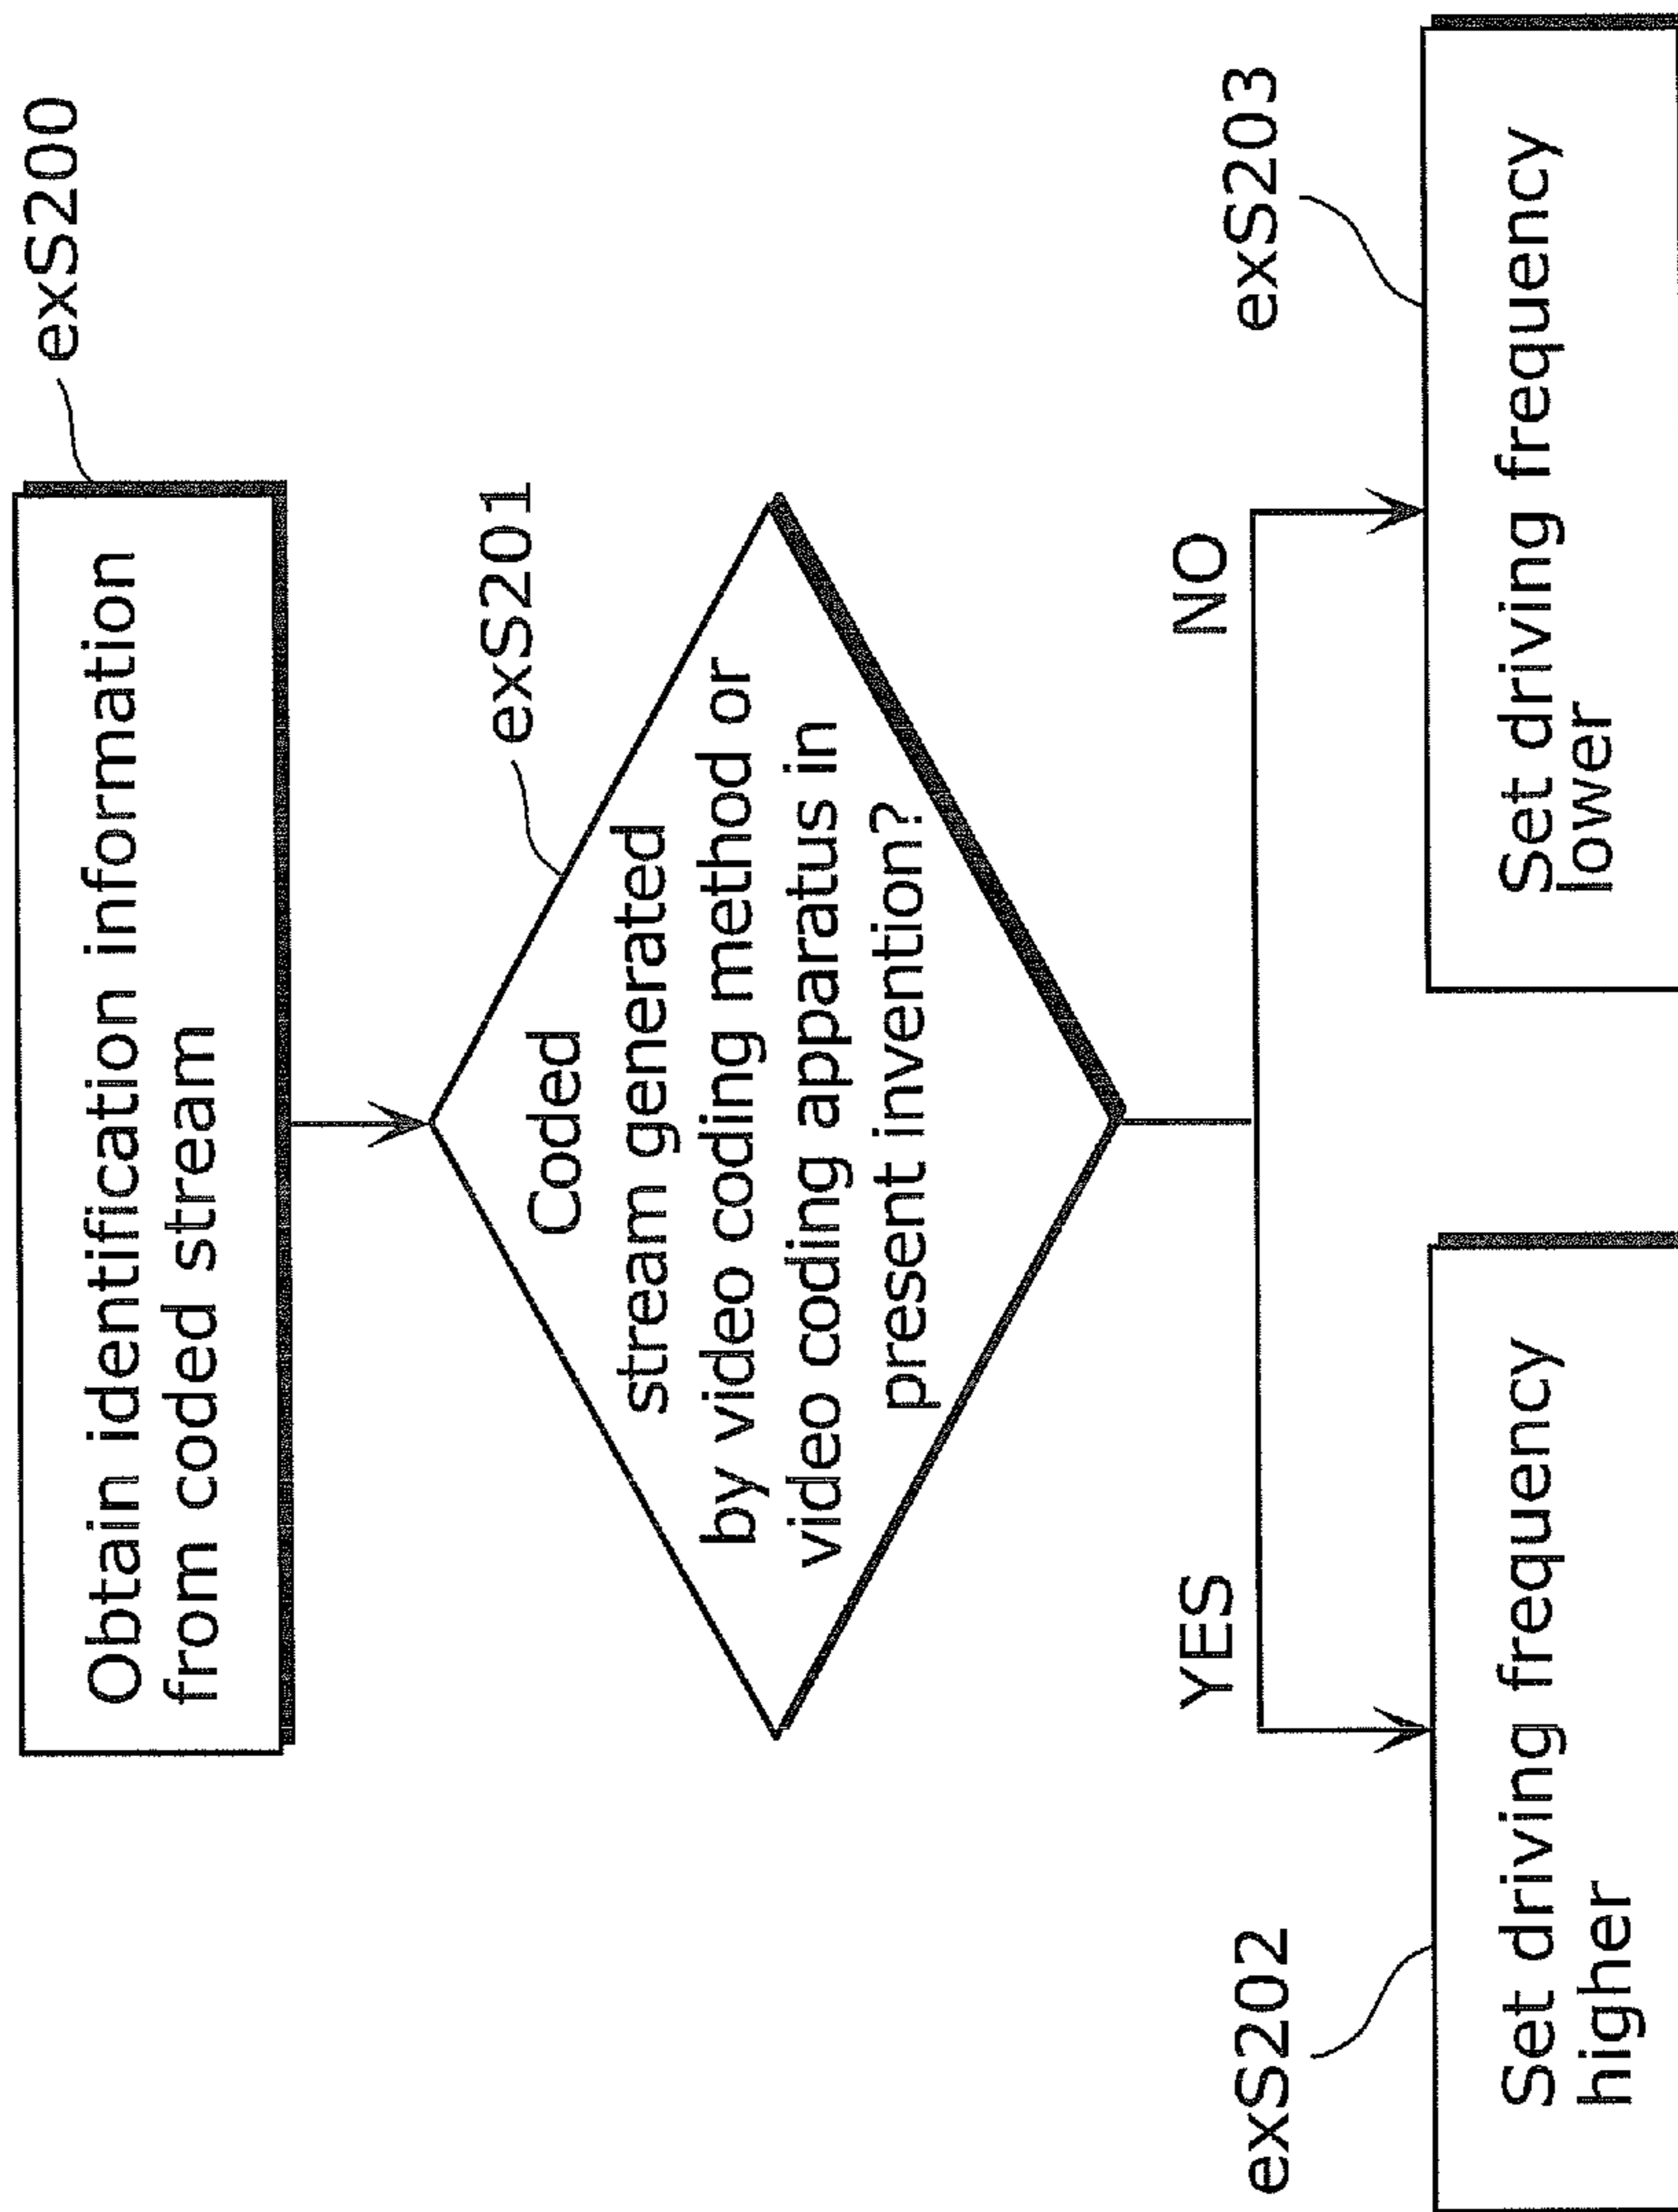 exS200
Obtain identification information
from coded stream
exS201
Coded
stream generated
by video coding method or
video coding apparatus in
present invention?
YES
NO
exS202
Set driving frequency
higher
exS203
Set driving frequency
lower